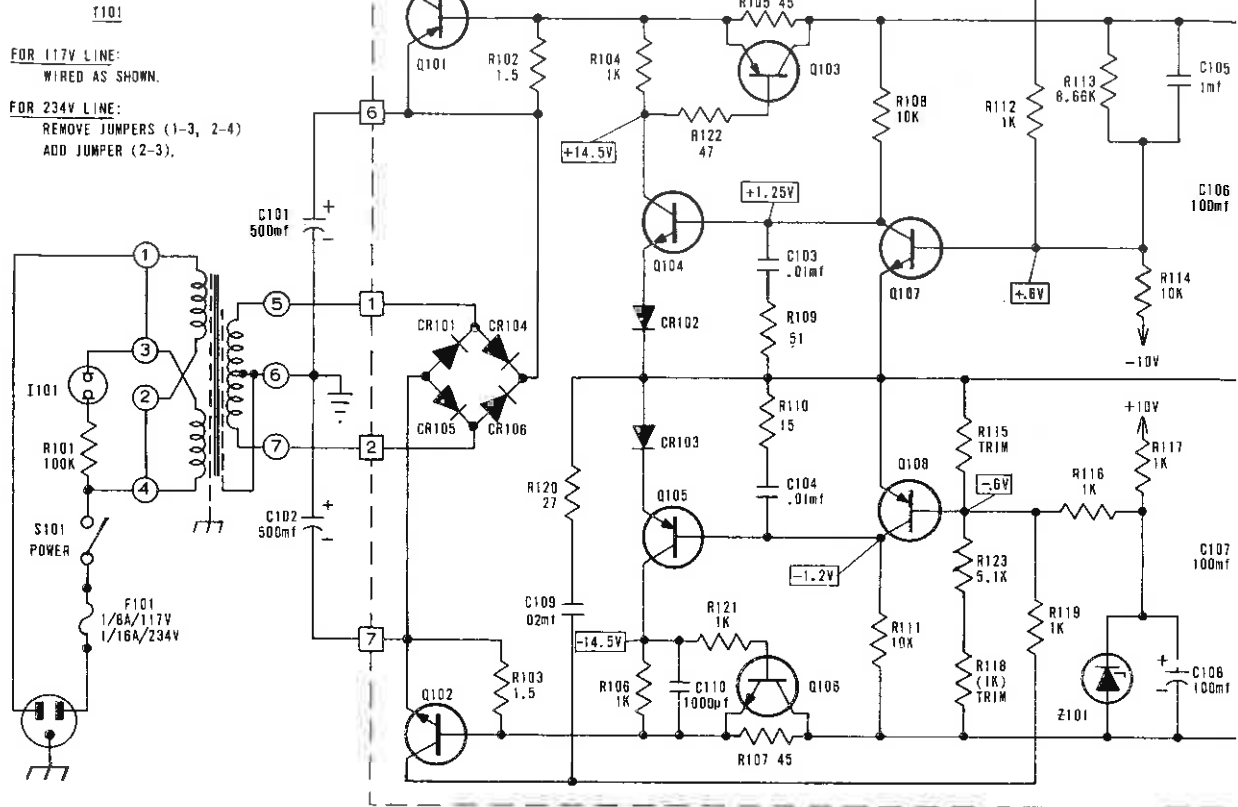 T101
FOR 117V LINE:
WIRED AS SHOWN.
FOR 234V LINE:
REMOVE JUMPERS (1-3, 2-4)
ADD JUMPER (2-3),
Q101
R102
1.5
R104
1K
R105 45
Q103
R122
47
+14.5V
R108
10K
R112
1K
R113
8.66K
C105
1mf
C106
100mf
6
C101
500mf
+
-
+1.25V
Q104
C103
.01mf
Q107
+.6V
R114
10K
-10V
1
3
2
4
I101
R101
100K
S101
POWER
F101
1/8A/117V
1/16A/234V
5
6
7
1
2
CR101
CR104
CR105
CR106
CR102
R109
51
CR103
R110
15
C104
.01mf
R115
TRIM
+10V
R117
1K
R116
1K
-.6V
Q108
Q105
-1.2V
R120
27
C102
500mf
+
-
C109
02mf
R123
5.1K
C107
100mf
7
-14.5V
R121
1K
R111
10K
R119
1K
R118
(1K)
TRIM
R103
1.5
Q102
R106
1K
C110
1000pf
Q106
R107 45
Z101
+
-
C108
100mf